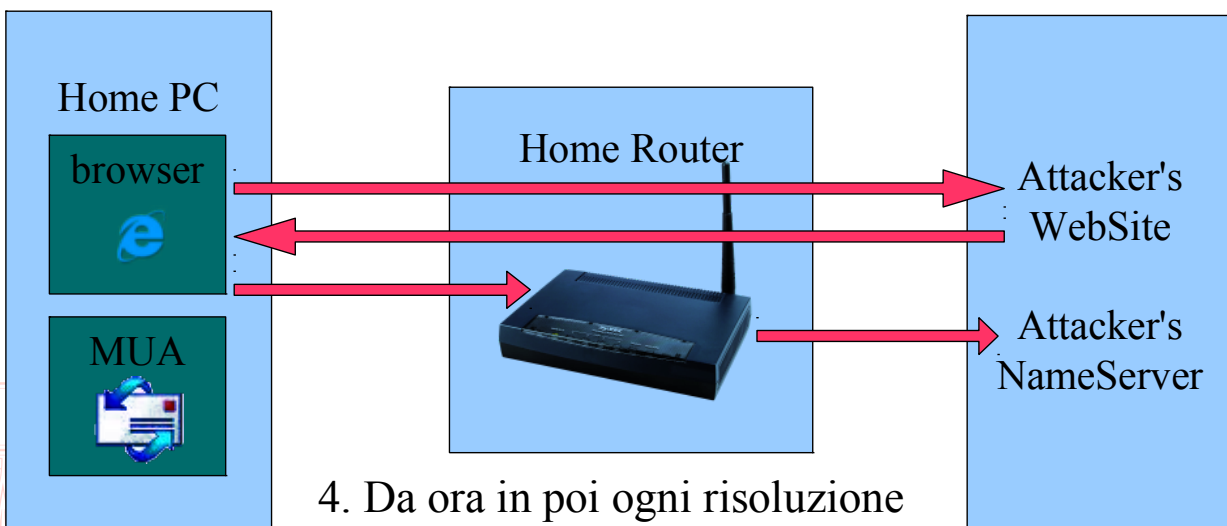 Home PC
browser
MUA
Home Router
Attacker's
WebSite
Attacker's
NameServer
4. Da ora in poi ogni risoluzione